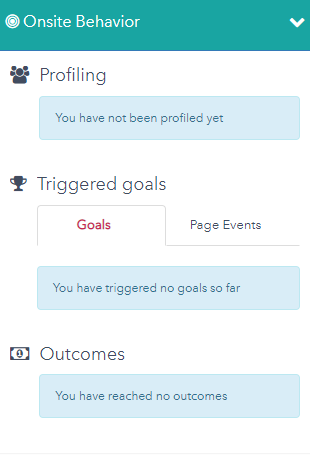 Onsite Behavior
Profiling
You have not been profiled yet
Triggered goals
Goals
Page Events
You have triggered no goals so far
Outcomes
You have reached no outcomes